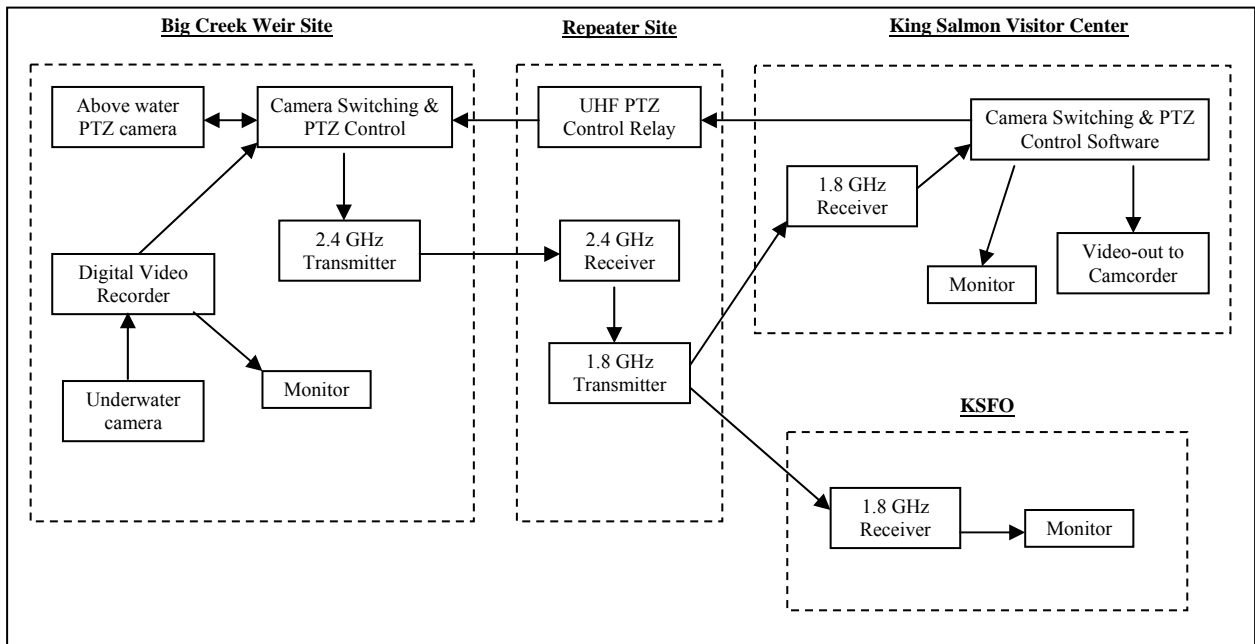 Big Creek Weir Site
Repeater Site
King Salmon Visitor Center
Above water
PTZ camera
Camera Switching &
PTZ Control
UHF PTZ
Control Relay
Camera Switching & PTZ
Control Software
1.8 GHz
Receiver
2.4 GHz
Transmitter
2.4 GHz
Receiver
Digital Video
Recorder
Monitor
Video-out to
Camcorder
1.8 GHz
Transmitter
Underwater
camera
Monitor
KSFO
1.8 GHz
Receiver
Monitor